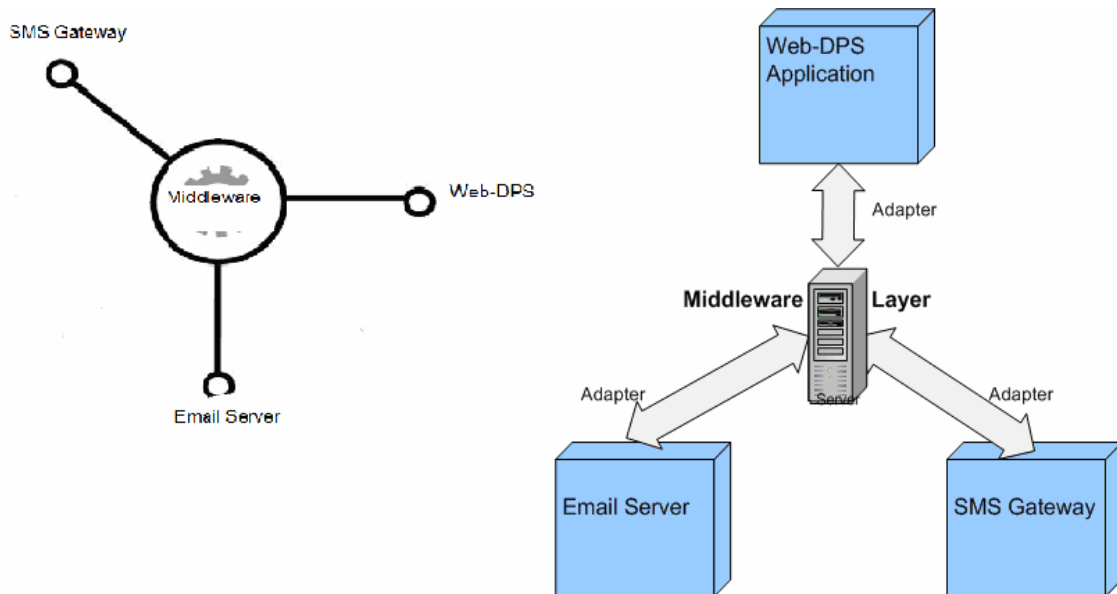 SMS Gateway
Middleware
Web-DPS
Email Server
Web-DPS
Application
Adapter
Middleware Layer
Server
Adapter
Adapter
Email Server
SMS Gateway